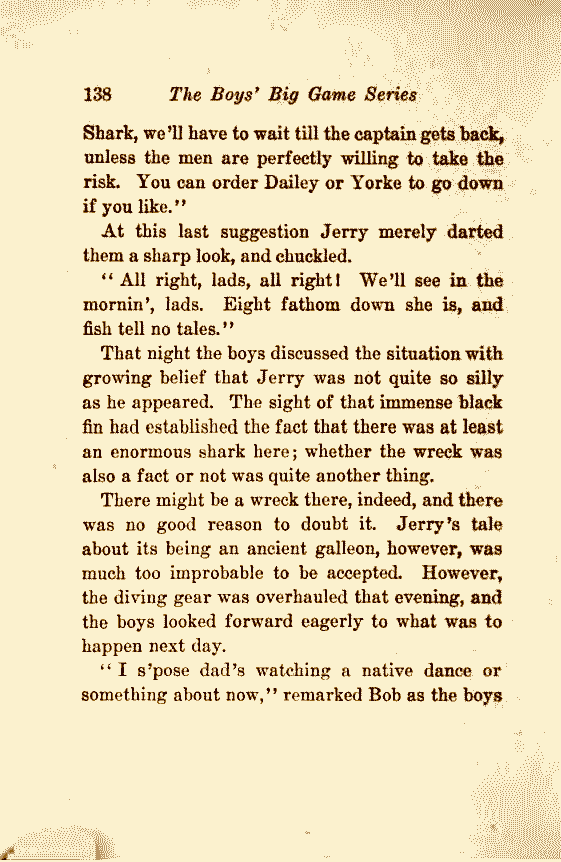 138 The Boys' Big Game Series
Shark, we'll have to wait till the captain gets back,
unless the men are perfectly willing to take the
risk. You can order Dailey or Yorke to go down
if you like."
At this last suggestion Jerry merely darted
them a sharp look, and chuckled.
"All right, lads, all right! We'll see in the
mornin', lads. Eight fathom down she is, and
fish tell no tales."
That night the boys discussed the situation with
growing belief that Jerry was not quite so silly
as he appeared. The sight of that immense black
fin had established the fact that there was at least
an enormous shark here; whether the wreck was
also a fact or not was quite another thing.
There might be a wreck there, indeed, and there
was no good reason to doubt it. Jerry's tale
about its being an ancient galleon, however, was
much too improbable to be accepted. However,
the diving gear was overhauled that evening, and
the boys looked forward eagerly to what was to
happen next day.
"I s'pose dad's watching a native dance or
something about now," remarked Bob as the boys